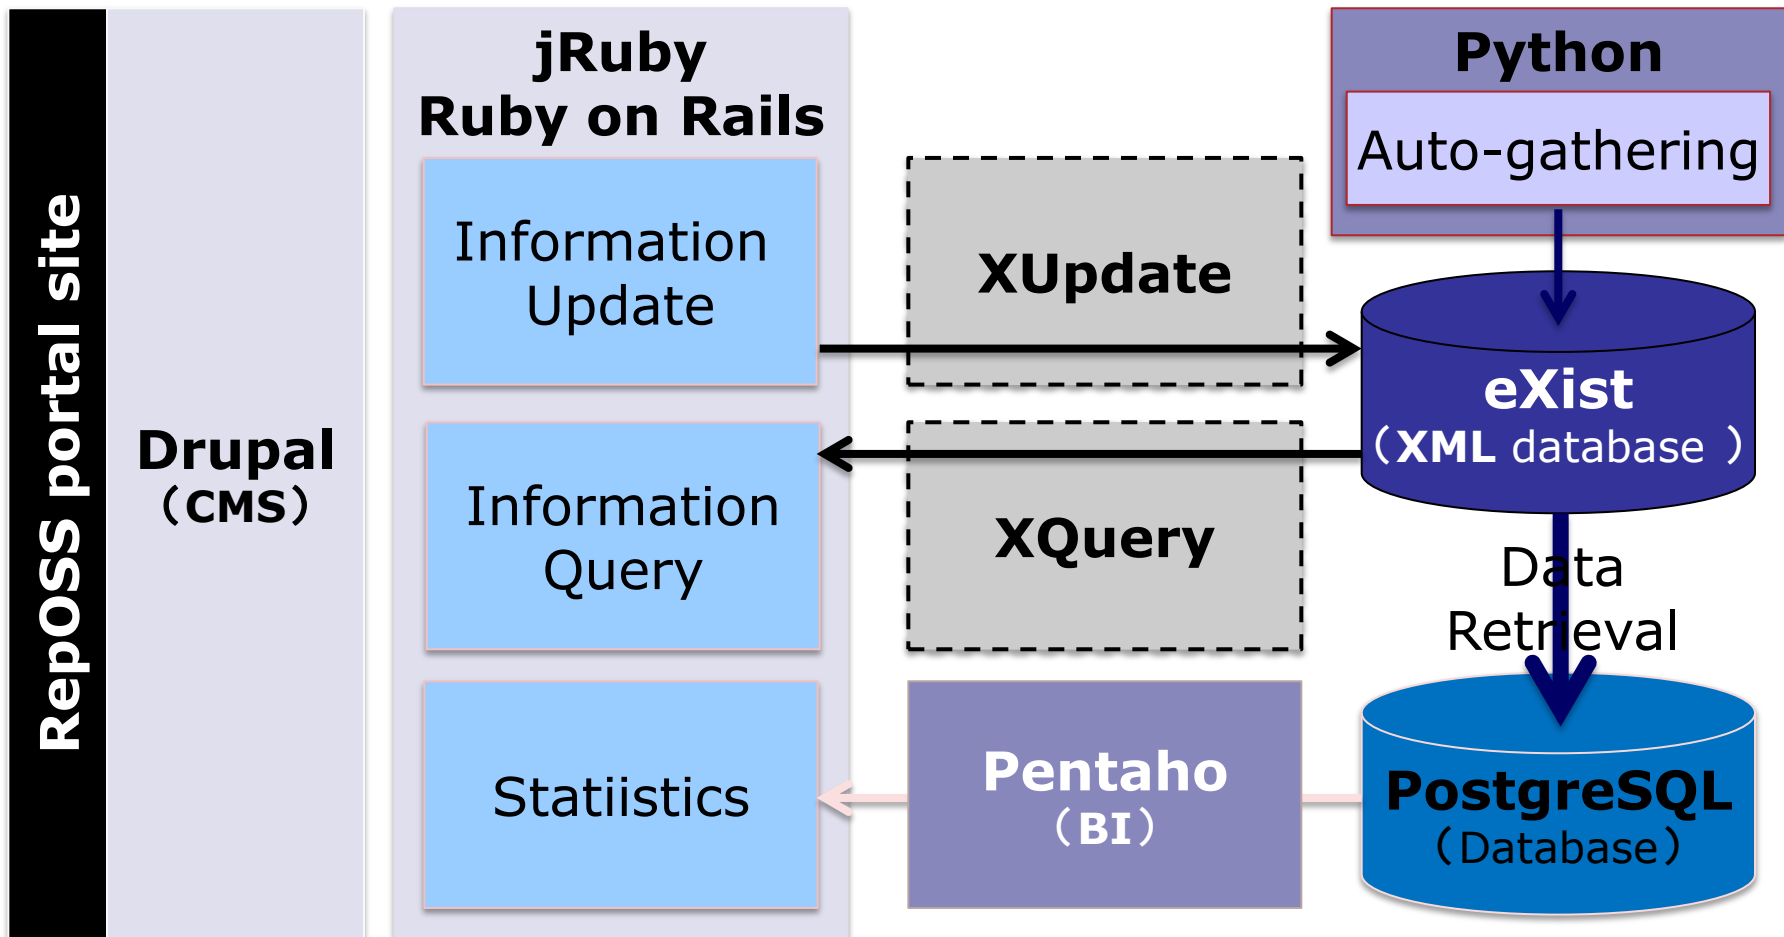 RepOSS portal site
Drupal
（CMS）
jRuby
Ruby on Rails
Information
Update
Information
Query
Statiistics
XUpdate
XQuery
Pentaho
（BI）
Python
Auto-gathering
eXist
（XML database ）
Data
Retrieval
PostgreSQL
（Database）